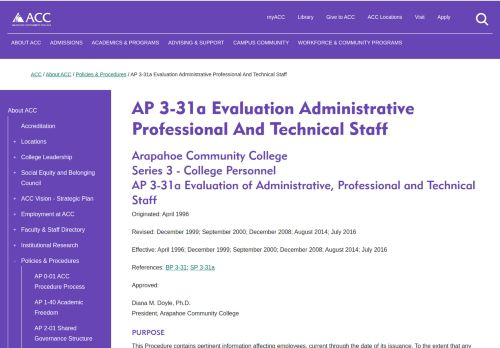 ACC
myACC
Library
Give to ACC
ACC Locations
Visit
Apply
ABOUT ACC
ADMISSIONS
ACADEMICS & PROGRAMS
ADVISING & SUPPORT
CAMPUS COMMUNITY
WORKFORCE & COMMUNITY PROGRAMS
ACC / About ACC / Policies & Procedures / AP 3-31a Evaluation Administrative Professional And Technical Staff
About ACC
Accreditation
+ Locations
+ College Leadership
+ Social Equity and Belonging
Council
+ ACC Vision - Strategic Plan
+ Employment at ACC
+ Faculty & Staff Directory
+ Institutional Research
- Policies & Procedures
AP 0-01 ACC
Procedure Process
AP 1-40 Academic
Freedom
AP 2-01 Shared
Governance Structure
AP 3-31a Evaluation Administrative
Professional And Technical Staff
Arapahoe Community College
Series 3 - College Personnel
AP 3-31a Evaluation of Administrative, Professional and Technical
Staff
Originated: April 1996
Revised: December 1999; September 2000; December 2008; August 2014; July 2016
Effective: April 1996; December 1999; September 2000; December 2008; August 2014; July 2016
References: BP 3-31; SP 3-31a
Approved:
Diana M. Doyle, Ph.D.
President, Arapahoe Community College
PURPOSE
This Procedure contains pertinent information affecting employees, current through the date of its issuance. To the extent that any